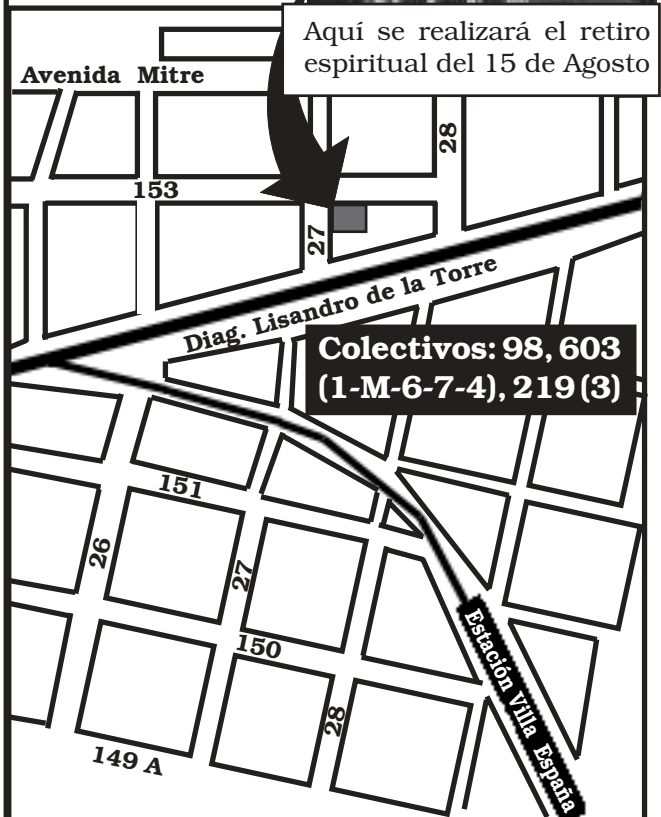 Aquí se realizará el retiro
espiritual del 15 de Agosto
Avenida Mitre
28
153
27
Diag. Lisandro de la Torre
Colectivos: 98, 603
(1-M-6-7-4), 219 (3)
151
26
27
150
28
149 A
Estación Villa España